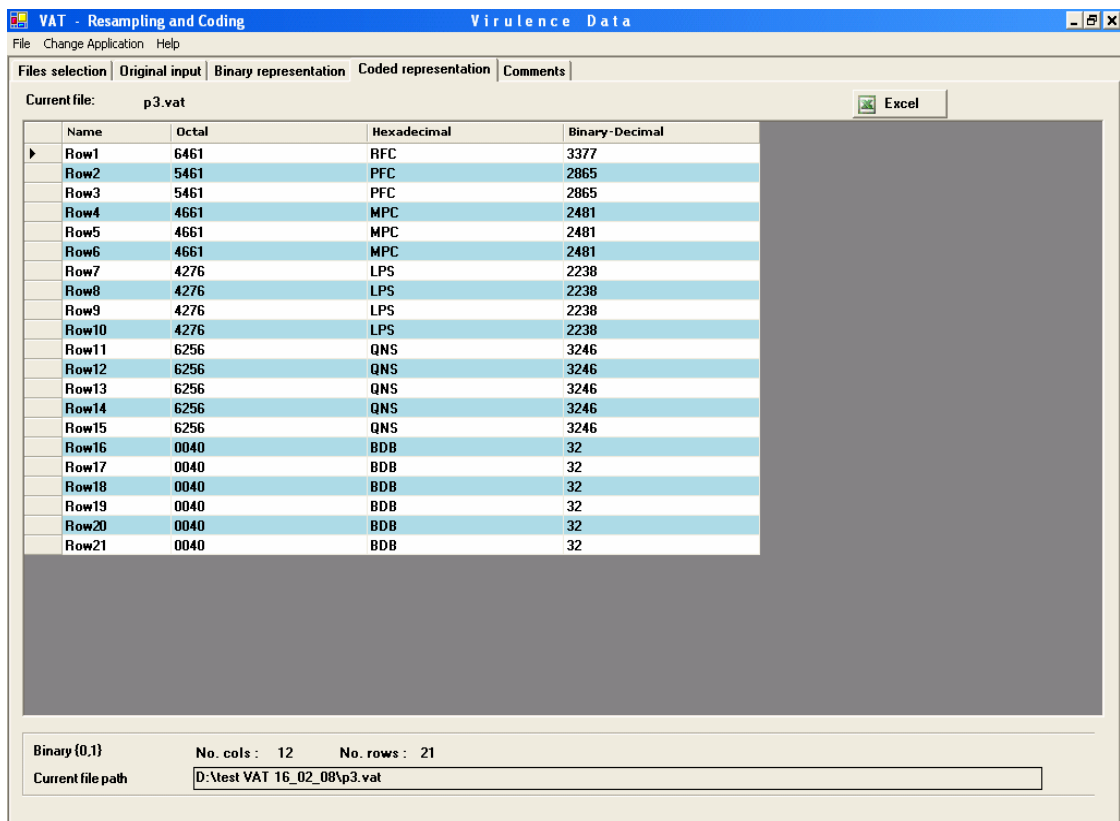 VAT - Resampling and Coding Virulence Data
File Change Application Help
Files selection Original input Binary representation Coded representation Comments
Current file: p3.vat Excel
Name Octal Hexadecimal Binary-Decimal
Row1 6461 RFC 3377
Row2 5461 PFC 2865
Row3 5461 PFC 2865
Row4 4661 MPC 2481
Row5 4661 MPC 2481
Row6 4661 MPC 2481
Row7 4276 LPS 2238
Row8 4276 LPS 2238
Row9 4276 LPS 2238
Row10 4276 LPS 2238
Row11 6256 QNS 3246
Row12 6256 QNS 3246
Row13 6256 QNS 3246
Row14 6256 QNS 3246
Row15 6256 QNS 3246
Row16 0040 BDB 32
Row17 0040 BDB 32
Row18 0040 BDB 32
Row19 0040 BDB 32
Row20 0040 BDB 32
Row21 0040 BDB 32
Binary {0,1} No. cols : 12 No. rows : 21
Current file path D:\test VAT 16_02_08\p3.vat